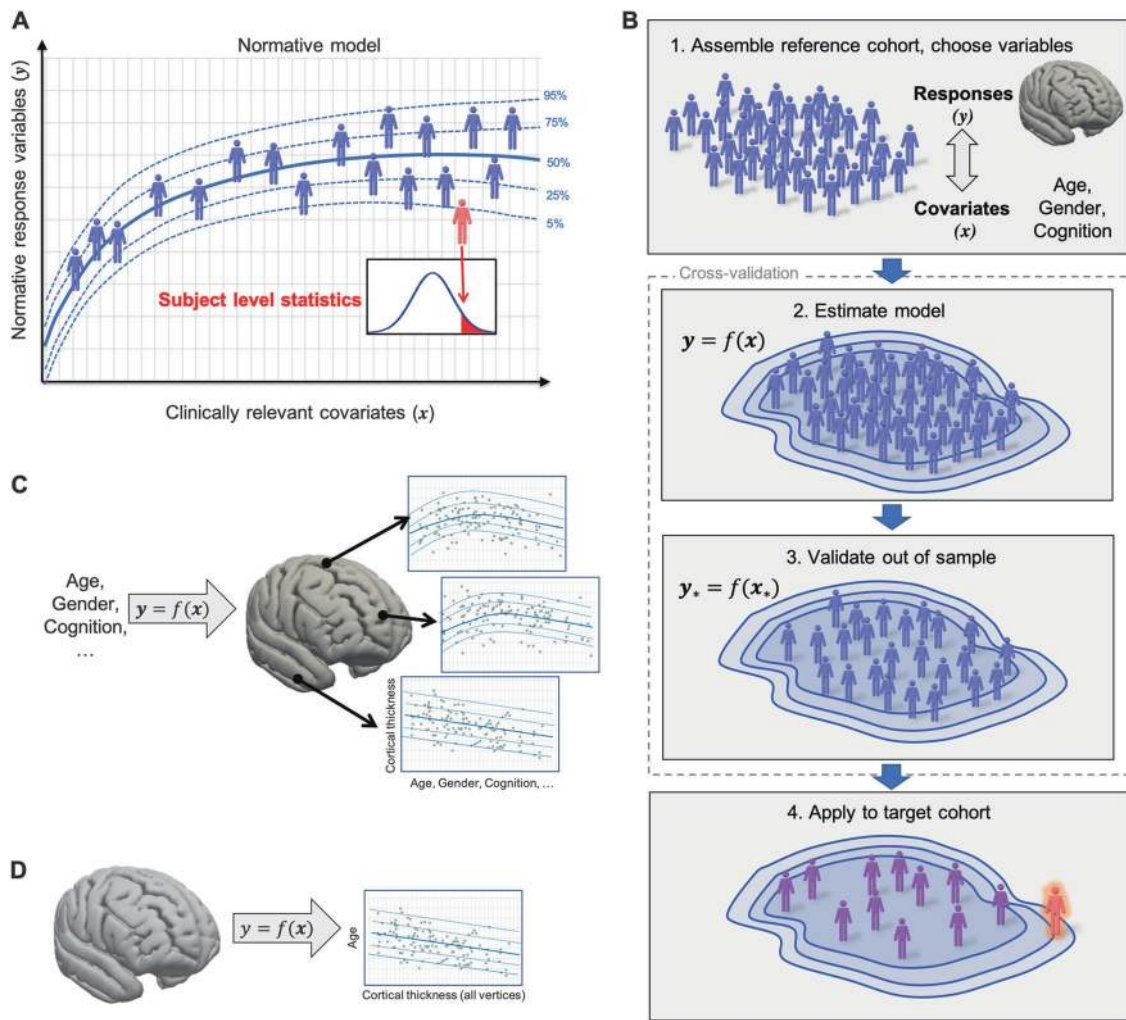 A
Normative model
Normative response variables (y)
95%
75%
50%
25%
5%
Subject level statistics
Clinically relevant covariates (x)
B
1. Assemble reference cohort, choose variables
Responses
(y)
Covariates
(x)
Age,
Gender,
Cognition
Cross-validation
2. Estimate model
y = f(x)
3. Validate out of sample
y* = f(x*)
4. Apply to target cohort
C
Age,
Gender,
Cognition,
...
y = f(x)
Cortical thickness
Age, Gender, Cognition, ...
D
y = f(x)
Age
Cortical thickness (all vertices)